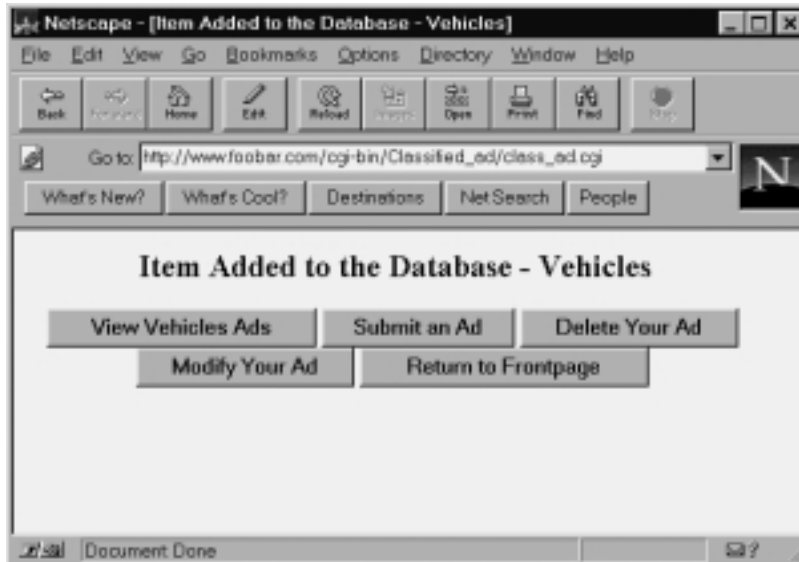 Netscape - [Item Added to the Database - Vehicles]
File Edit View Go Bookmarks Options Directory Window Help
Back Forward Home Edit Reload Images Open Print Find Stop
Go to: http://www.foobar.com/cgi-bin/Classified_ad/class_ad.cgi
N
What's New? What's Cool? Destinations Net Search People
Item Added to the Database - Vehicles
View Vehicles Ads Submit an Ad Delete Your Ad
Modify Your Ad Return to Frontpage
Document Done